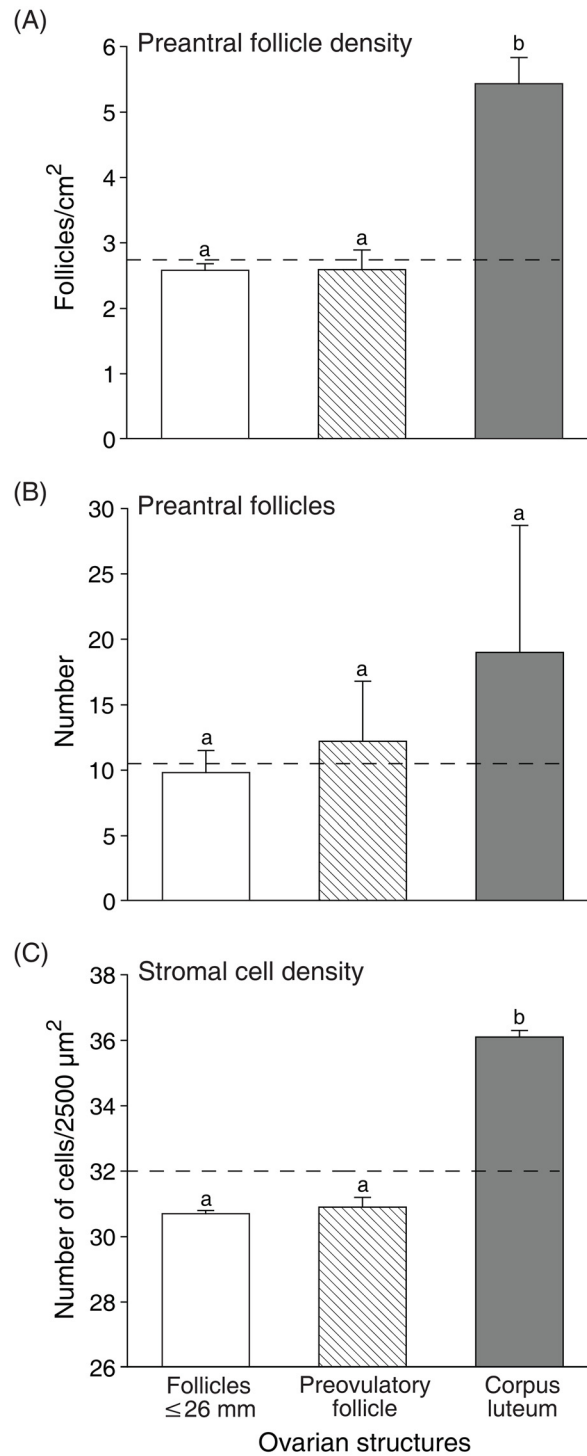 (A)
Preantral follicle density
Follicles/cm²
6
5
4
3
2
1
0
a
a
b
(B)
Preantral follicles
Number
30
25
20
15
10
5
0
a
a
a
(C)
Stromal cell density
Number of cells/2500 µm²
38
36
34
32
30
28
26
a
a
b
Follicles Preovulatory Corpus
≤26 mm follicle luteum
Ovarian structures